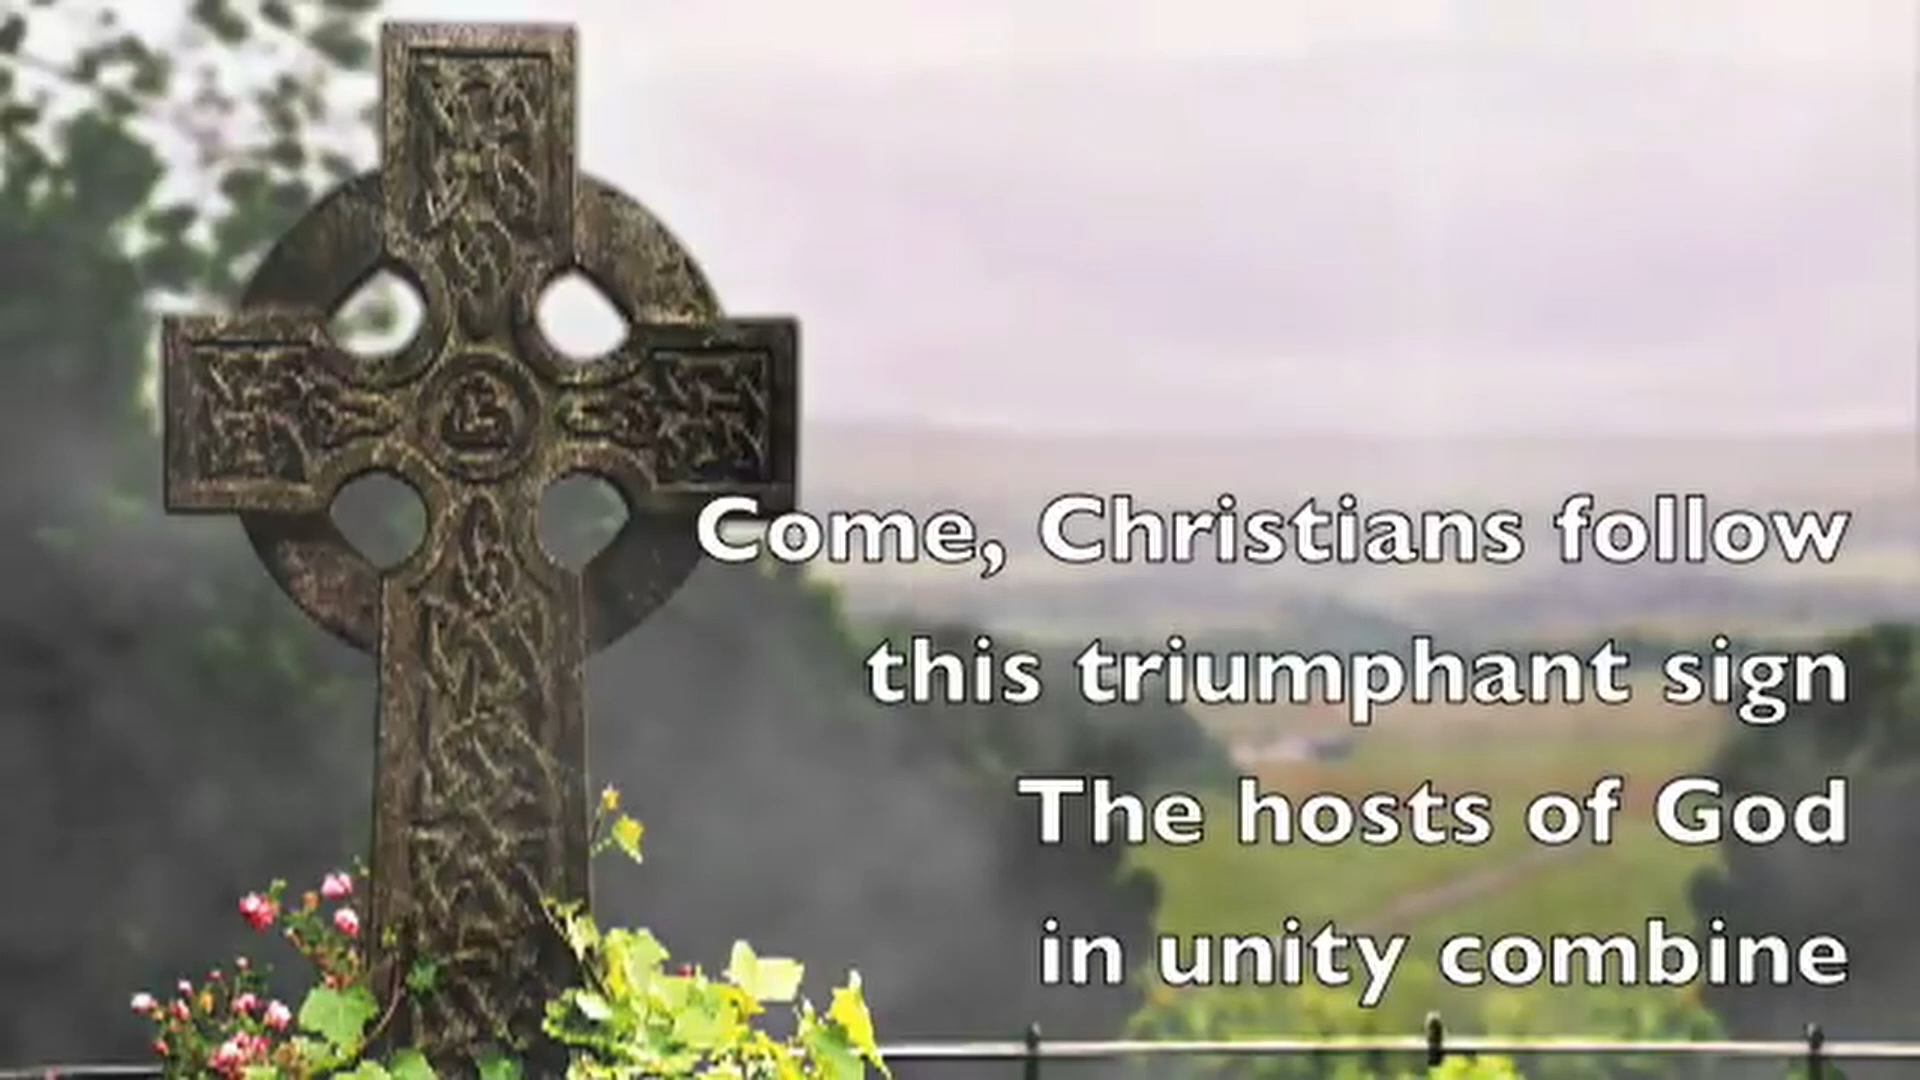 Come, Christians follow
this triumphant sign
The hosts of God
in unity combine